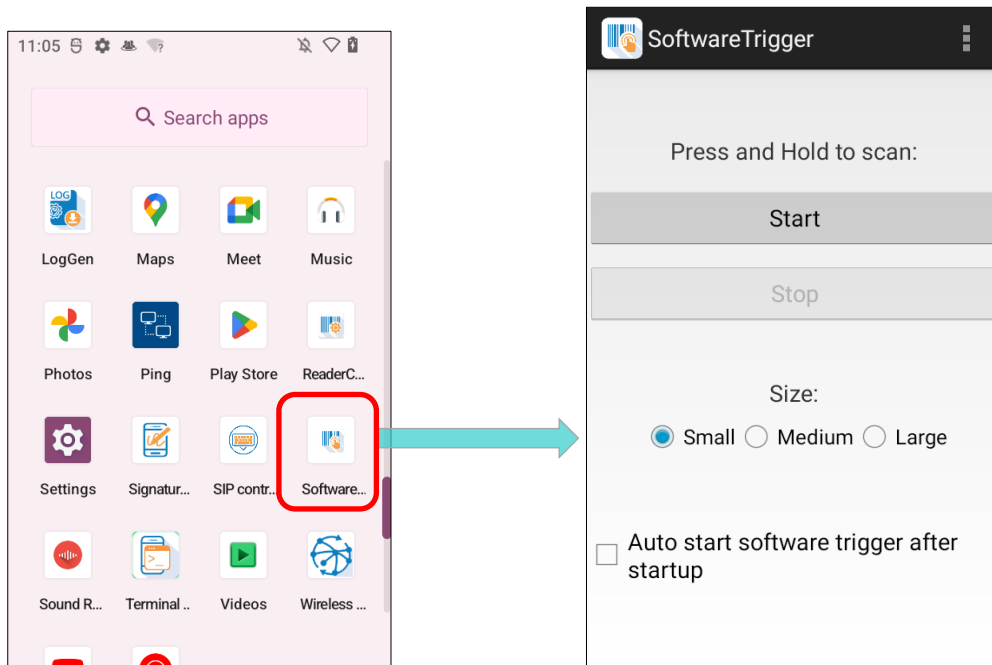 11:05
Search apps
LOG
LogGen Maps Meet Music
Photos Ping Play Store ReaderC...
Settings Signatur... SIP contr... Software...
Sound R... Terminal .. Videos Wireless ...
SoftwareTrigger
Press and Hold to scan:
Start
Stop
Size:
Small Medium Large
Auto start software trigger after
startup